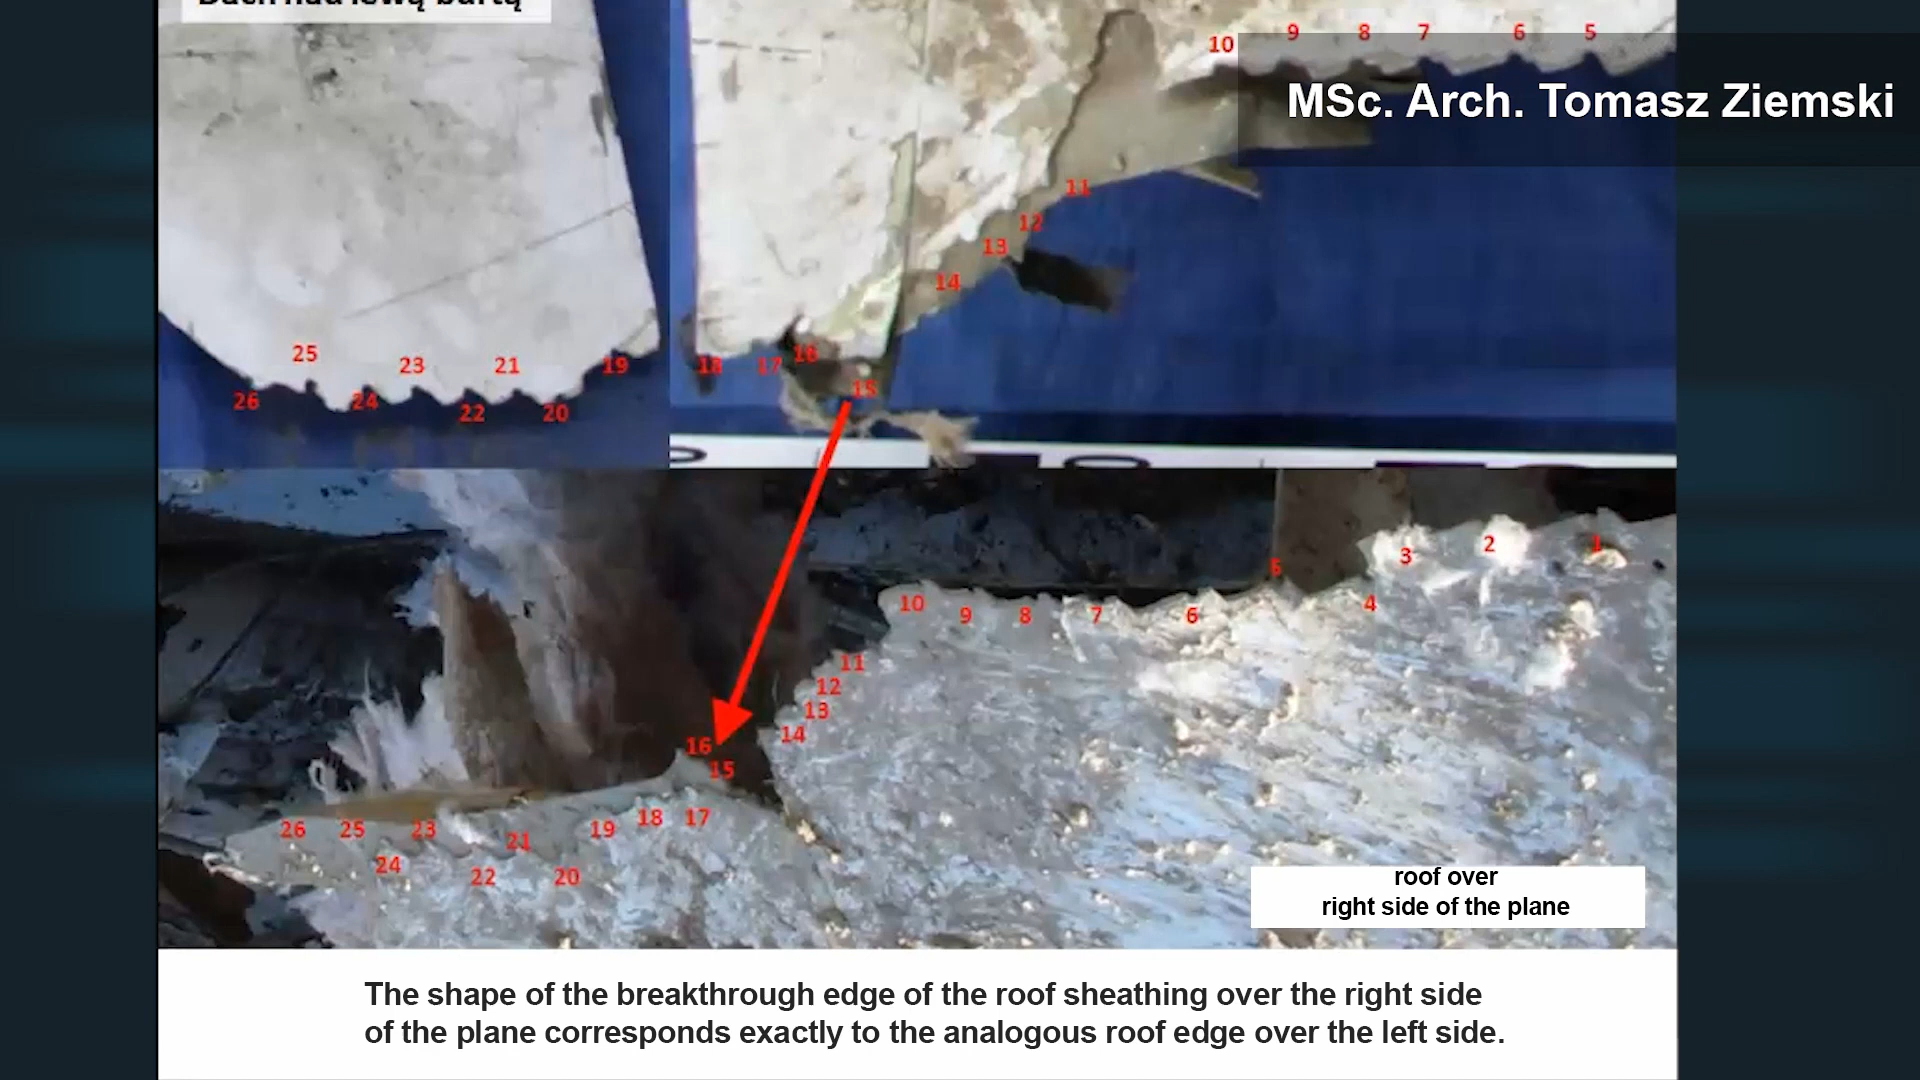 Dach nad lewą burtą
10 9 8 7 6 5
MSc. Arch. Tomasz Ziemski
11
12
13
14
25 23 21 19
26 24 22 20
18 17 16
15
3 2 1
5
4
10 9 8 7 6
11
12
13
14
16
15
26 25 23 21 19 18 17
24 22 20
roof over
right side of the plane
The shape of the breakthrough edge of the roof sheathing over the right side
of the plane corresponds exactly to the analogous roof edge over the left side.